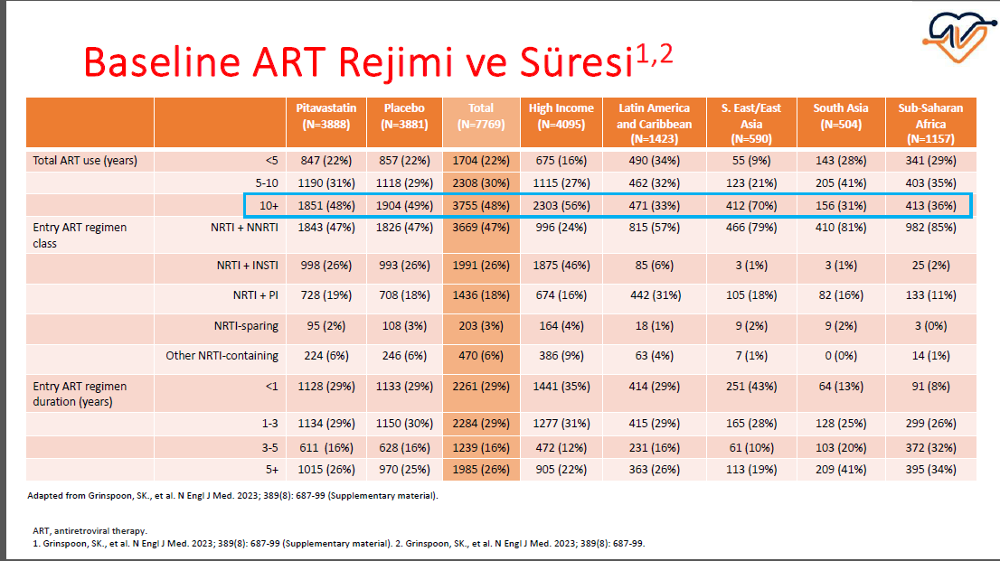 Baseline ART Rejimi ve Süresi1,2
Pitavastatin (N=3888) Placebo (N=3881) Total (N=7769) High Income (N=4095) Latin America and Caribbean (N=1423) S. East/East Asia (N=590) South Asia (N=504) Sub-Saharan Africa (N=1157)
Total ART use (years) <5 847 (22%) 857 (22%) 1704 (22%) 675 (16%) 490 (34%) 55 (9%) 143 (28%) 341 (29%)
5-10 1190 (31%) 1118 (29%) 2308 (30%) 1115 (27%) 462 (32%) 123 (21%) 205 (41%) 403 (35%)
10+ 1851 (48%) 1904 (49%) 3755 (48%) 2303 (56%) 471 (33%) 412 (70%) 156 (31%) 413 (36%)
Entry ART regimen class NRTI + NNRTI 1843 (47%) 1826 (47%) 3669 (47%) 996 (24%) 815 (57%) 466 (79%) 410 (81%) 982 (85%)
NRTI + INSTI 998 (26%) 993 (26%) 1991 (26%) 1875 (46%) 85 (6%) 3 (1%) 3 (1%) 25 (2%)
NRTI + PI 728 (19%) 708 (18%) 1436 (18%) 674 (16%) 442 (31%) 105 (18%) 82 (16%) 133 (11%)
NRTI-sparing 95 (2%) 108 (3%) 203 (3%) 164 (4%) 18 (1%) 9 (2%) 9 (2%) 3 (0%)
Other NRTI-containing 224 (6%) 246 (6%) 470 (6%) 386 (9%) 63 (4%) 7 (1%) 0 (0%) 14 (1%)
Entry ART regimen duration (years) <1 1128 (29%) 1133 (29%) 2261 (29%) 1441 (35%) 414 (29%) 251 (43%) 64 (13%) 91 (8%)
1-3 1134 (29%) 1150 (30%) 2284 (29%) 1277 (31%) 415 (29%) 165 (28%) 128 (25%) 299 (26%)
3-5 611 (16%) 628 (16%) 1239 (16%) 472 (12%) 231 (16%) 61 (10%) 103 (20%) 372 (32%)
5+ 1015 (26%) 970 (25%) 1985 (26%) 905 (22%) 363 (26%) 113 (19%) 209 (41%) 395 (34%)
Adapted from Grinspoon, SK., et al. N Engl J Med. 2023; 389(8): 687-99 (Supplementary material).
ART, antiretroviral therapy.
1. Grinspoon, SK., et al. N Engl J Med. 2023; 389(8): 687-99 (Supplementary material). 2. Grinspoon, SK., et al. N Engl J Med. 2023; 389(8): 687-99.